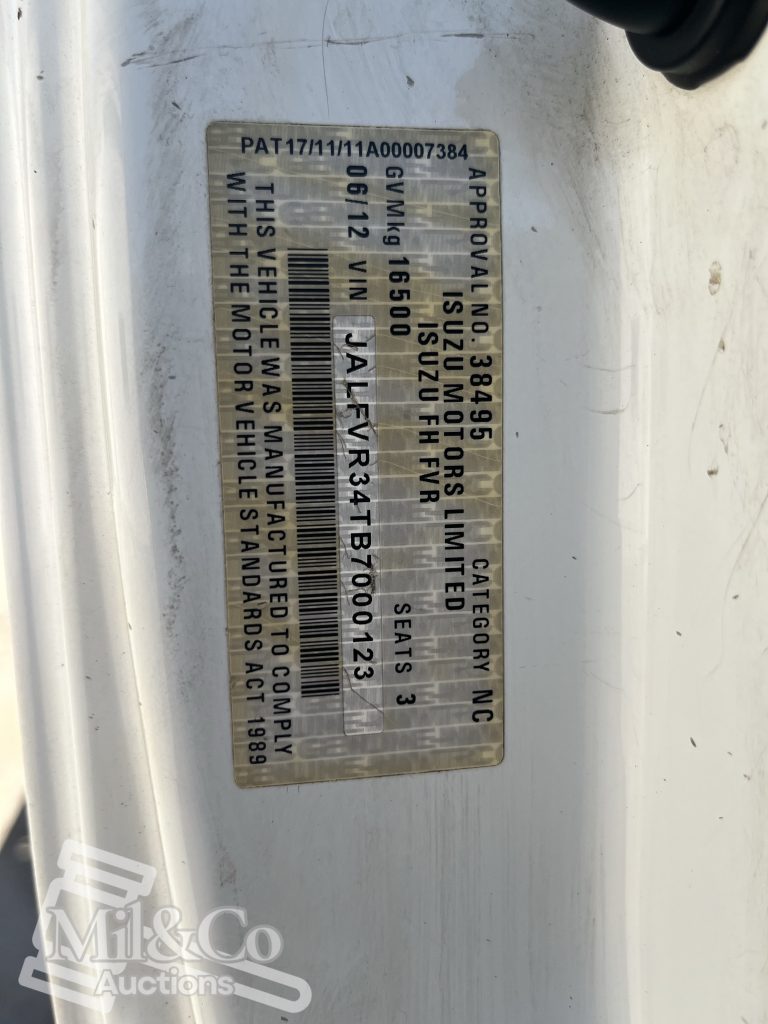 PAT17/11/11A00007384
APPROVAL NO. 38495 CATEGORY NC
ISUZU MOTORS LIMITED
ISUZU FH FVR
GVMkg 16500 SEATS 3
06/12 VIN JALFVR34TB7000123
THIS VEHICLE WAS MANUFACTURED TO COMPLY
WITH THE MOTOR VEHICLE STANDARDS ACT 1989
Mil&Co
Auctions